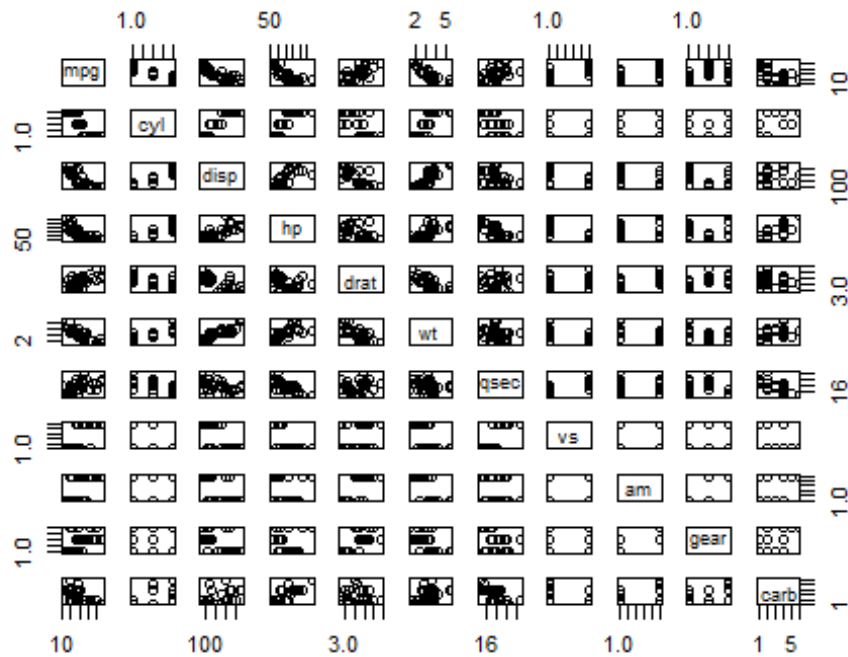 1.0 50 2 5 1.0 1.0
mpg 10
1.0 cyl
disp 100
50 hp
drat 3.0
2 wt
qsec 16
1.0 vs
am 1.0
1.0 gear
carb 1
10 100 3.0 16 1.0 1 5